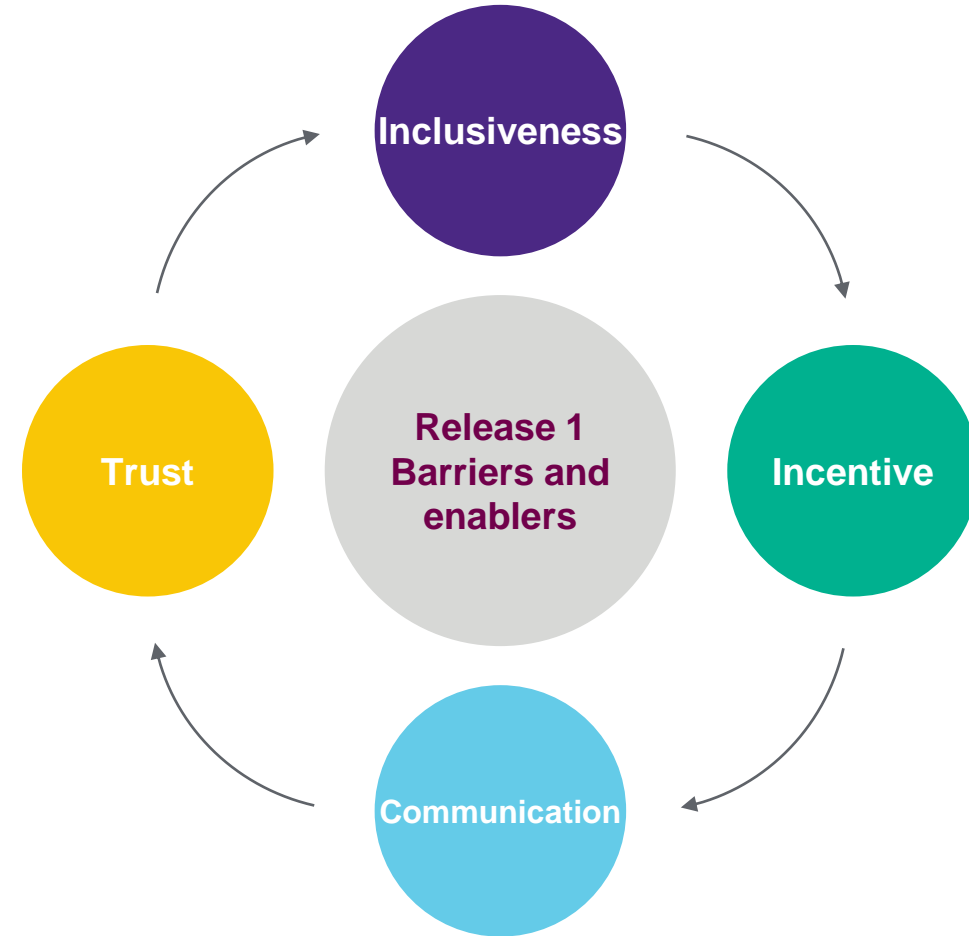 Inclusiveness
Trust
Release 1
Barriers and
enablers
Incentive
Communication